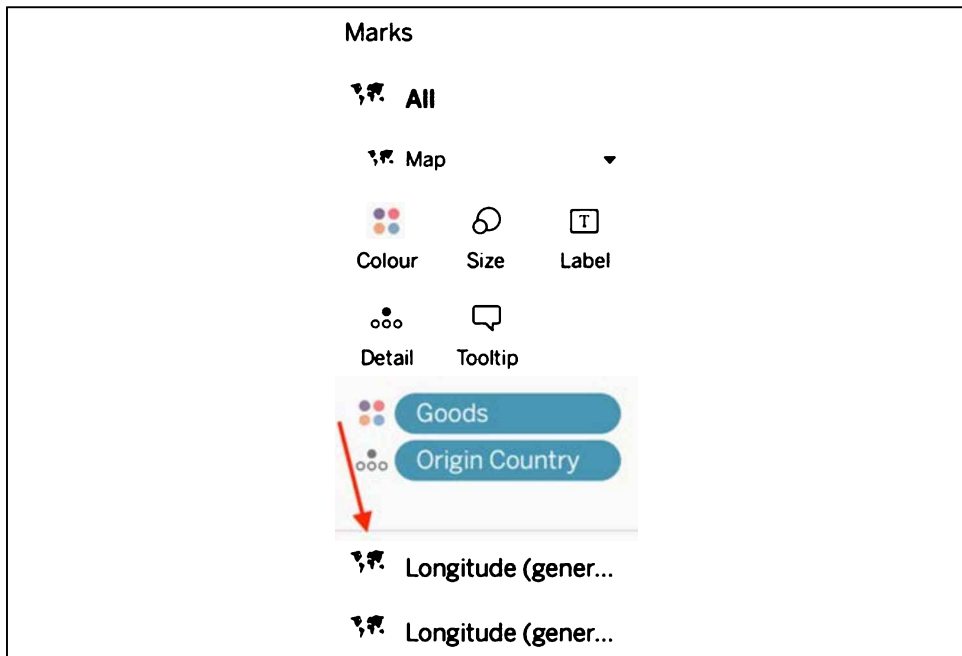 Marks
All
Map
Colour Size Label
Detail Tooltip
Goods
Origin Country
Longitude (gener...
Longitude (gener...